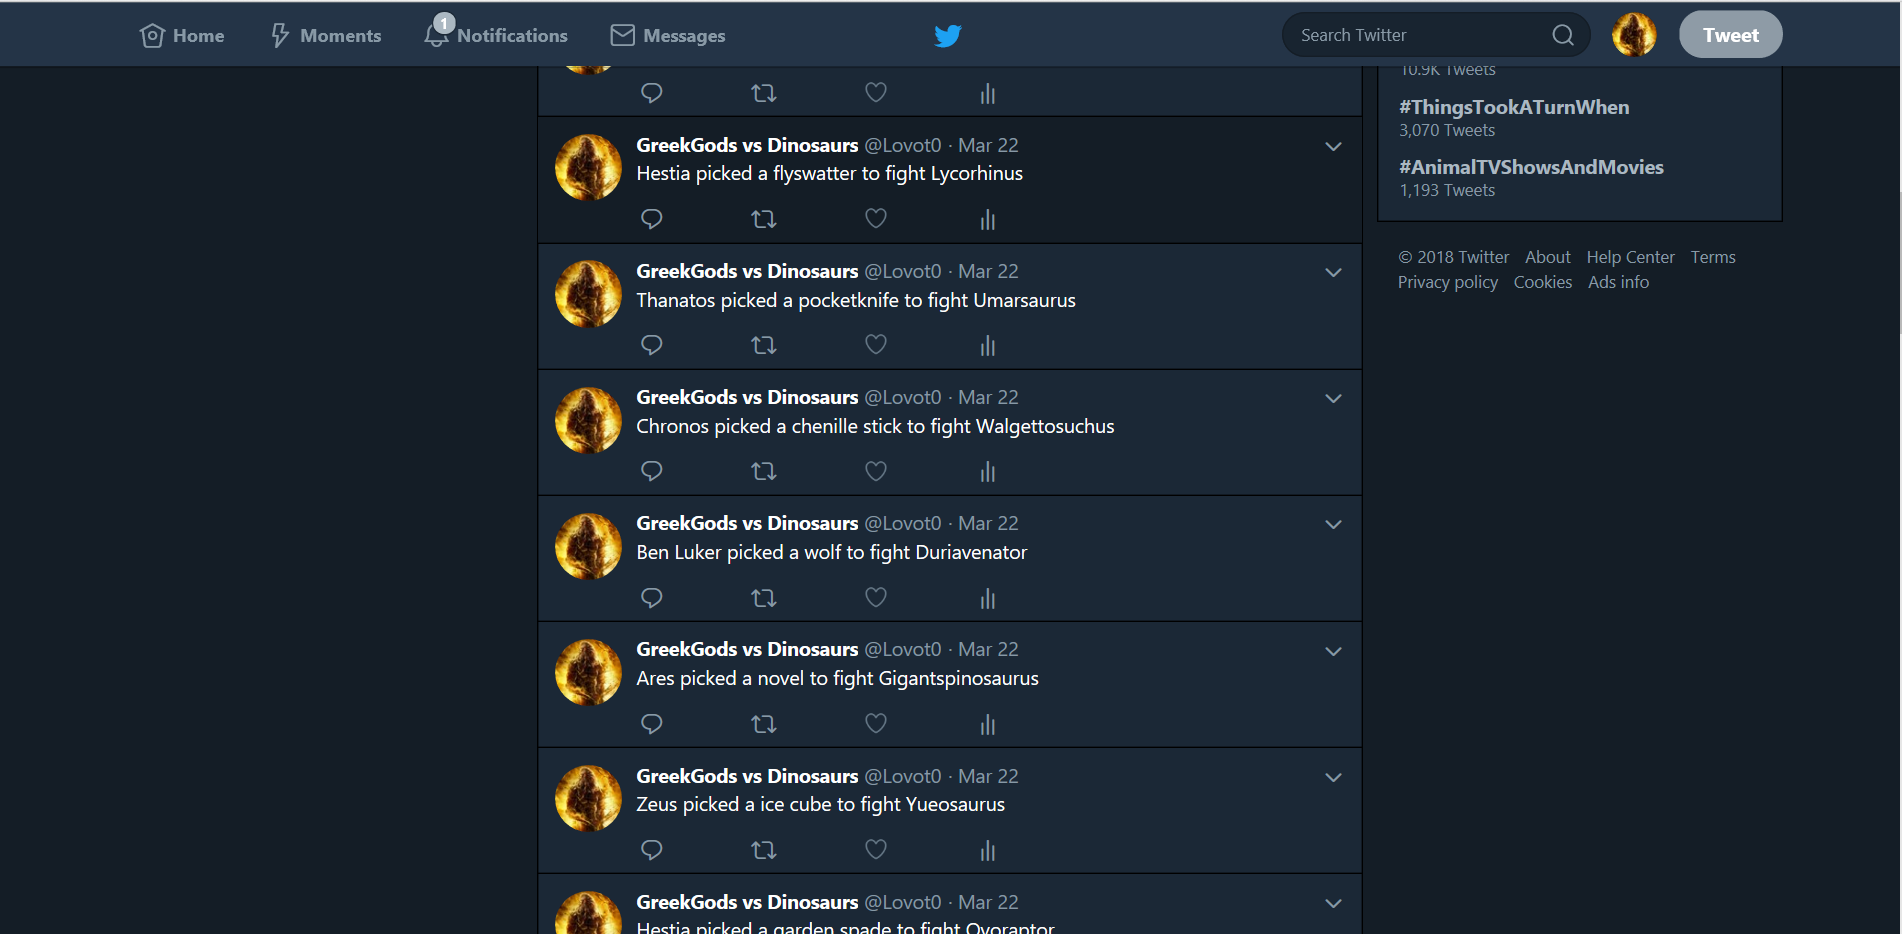 Home Moments 1 Notifications Messages Search Twitter Tweet
10.9K Tweets
#ThingsTookATurnWhen
3,070 Tweets
#AnimalTVShowsAndMovies
1,193 Tweets
© 2018 Twitter About Help Center Terms
Privacy policy Cookies Ads info
GreekGods vs Dinosaurs @Lovot0 · Mar 22
Hestia picked a flyswatter to fight Lycorhinus
GreekGods vs Dinosaurs @Lovot0 · Mar 22
Thanatos picked a pocketknife to fight Umarsaurus
GreekGods vs Dinosaurs @Lovot0 · Mar 22
Chronos picked a chenille stick to fight Walgettosuchus
GreekGods vs Dinosaurs @Lovot0 · Mar 22
Ben Luker picked a wolf to fight Duriavenator
GreekGods vs Dinosaurs @Lovot0 · Mar 22
Ares picked a novel to fight Gigantspinosaurus
GreekGods vs Dinosaurs @Lovot0 · Mar 22
Zeus picked a ice cube to fight Yueosaurus
GreekGods vs Dinosaurs @Lovot0 · Mar 22
Hestia picked a garden spade to fight Ovoraptor